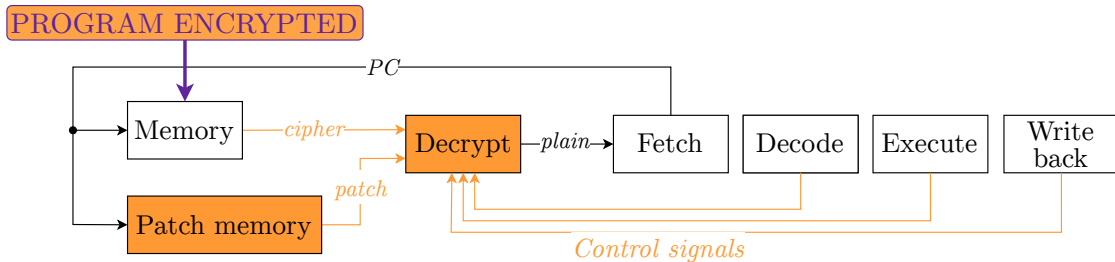 PROGRAM ENCRYPTED
PC
Memory
cipher
Decrypt
plain
Fetch
Decode
Execute
Write
back
patch
Patch memory
Control signals